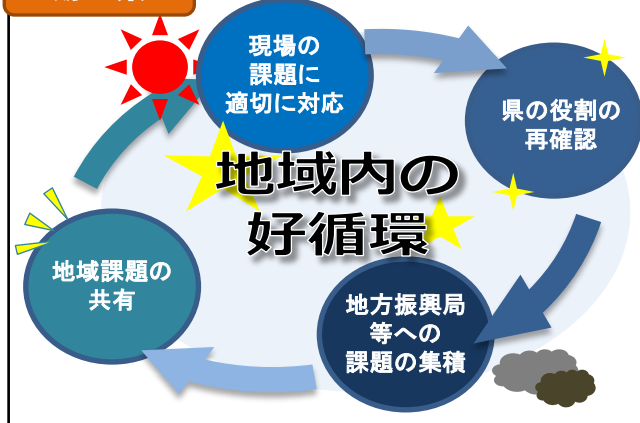 現場の
課題に
適切に対応
県の役割の
再確認
地域内の
好循環
地域課題の
共有
地方振興局
等への
課題の集積